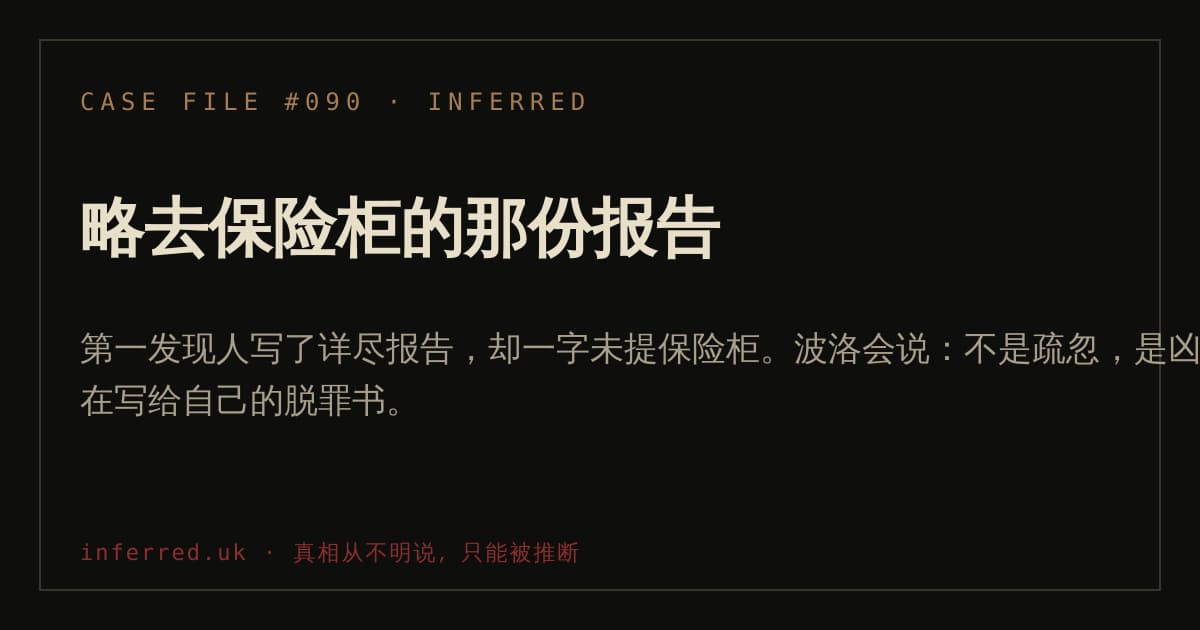 CASE FILE #090 · INFERRED
略去保险柜的那份报告
第一发现人写了详尽报告，却一字未提保险柜。波洛会说：不是疏忽，是凶
在写给自己的脱罪书。
inferred.uk · 真相从不明说，只能被推断